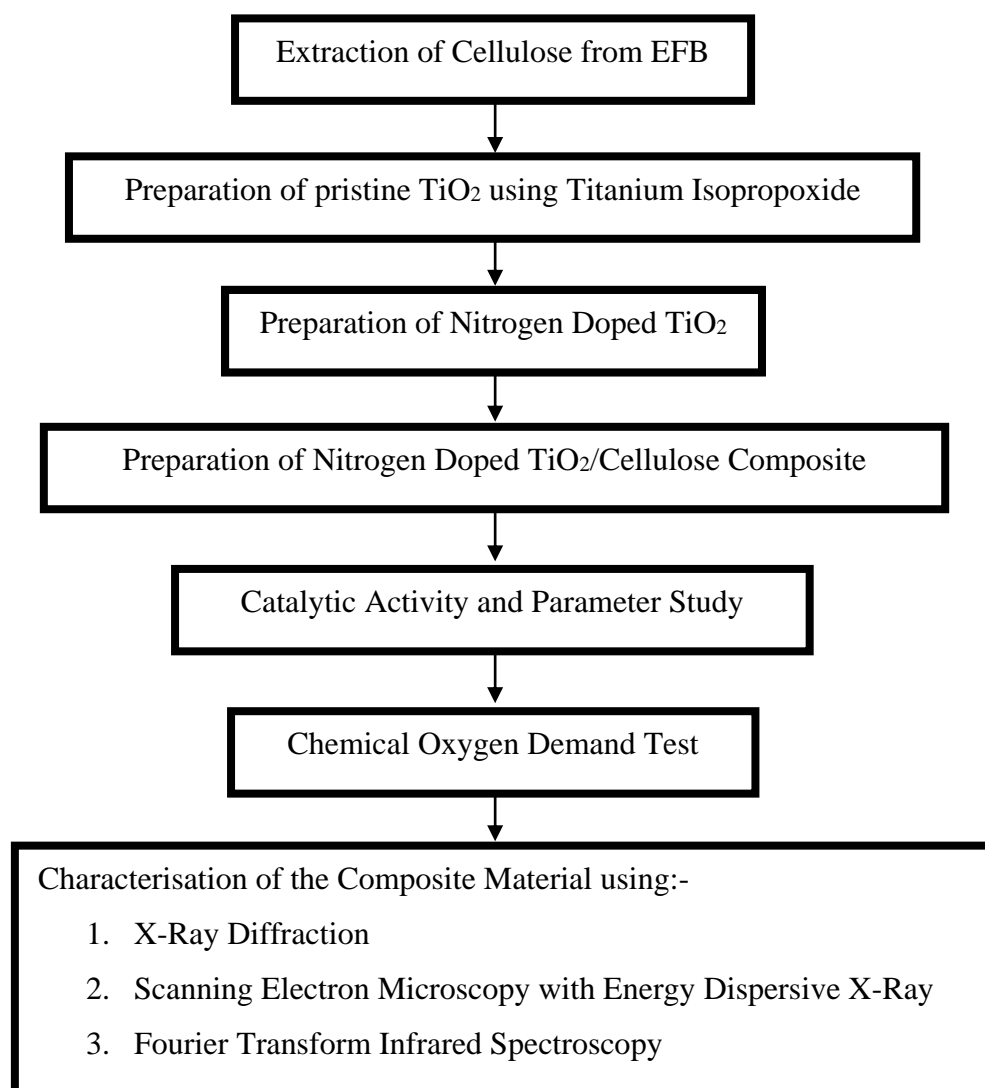 Extraction of Cellulose from EFB
Preparation of pristine TiO2 using Titanium Isopropoxide
Preparation of Nitrogen Doped TiO2
Preparation of Nitrogen Doped TiO2/Cellulose Composite
Catalytic Activity and Parameter Study
Chemical Oxygen Demand Test
Characterisation of the Composite Material using:-
1. X-Ray Diffraction
2. Scanning Electron Microscopy with Energy Dispersive X-Ray
3. Fourier Transform Infrared Spectroscopy